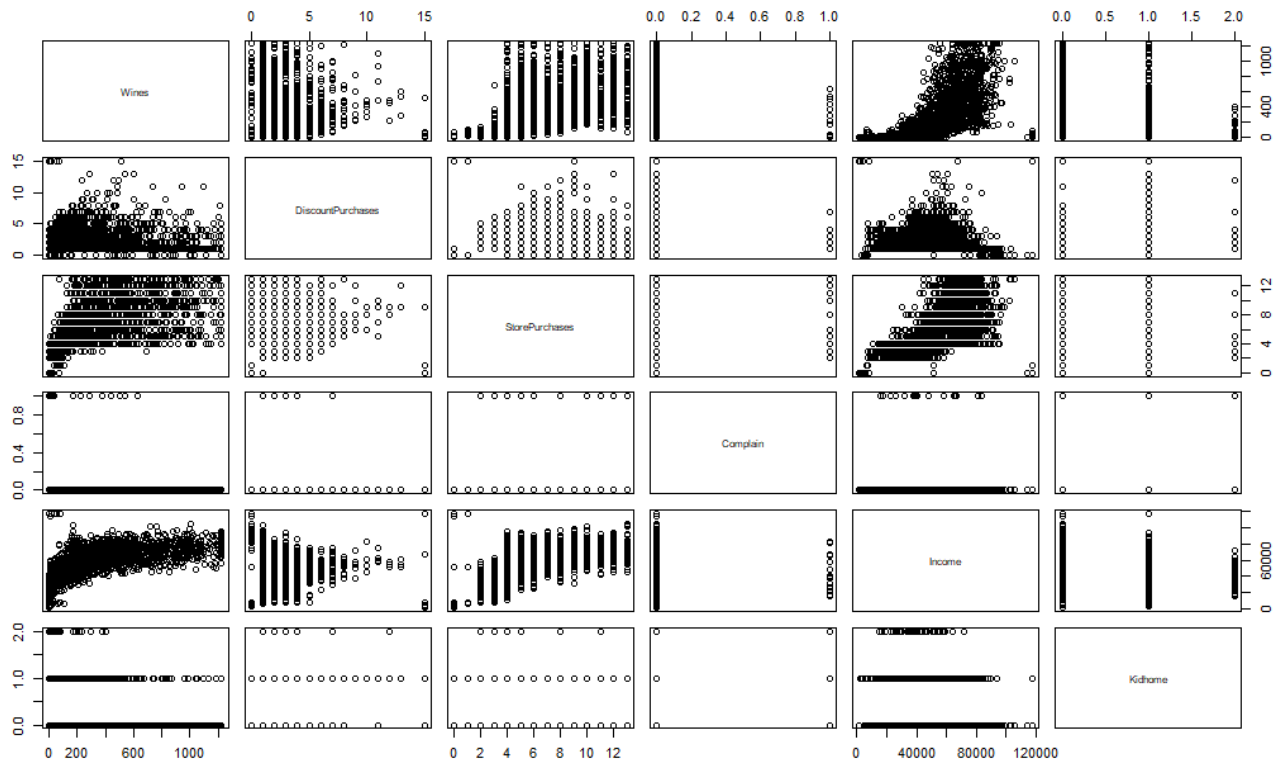 0 5 10 15 0.0 0.2 0.4 0.6 0.8 1.0 0.0 0.5 1.0 1.5 2.0
Wines
0 400 1000
0 5 10 15
DiscountPurchases
StorePurchases
0 4 8 12
0.0 0.4 0.8
Complain
Income
0 60000
0.0 1.0 2.0
Kidhome
0 200 600 1000 0 2 4 6 8 10 12 0 40000 80000 120000